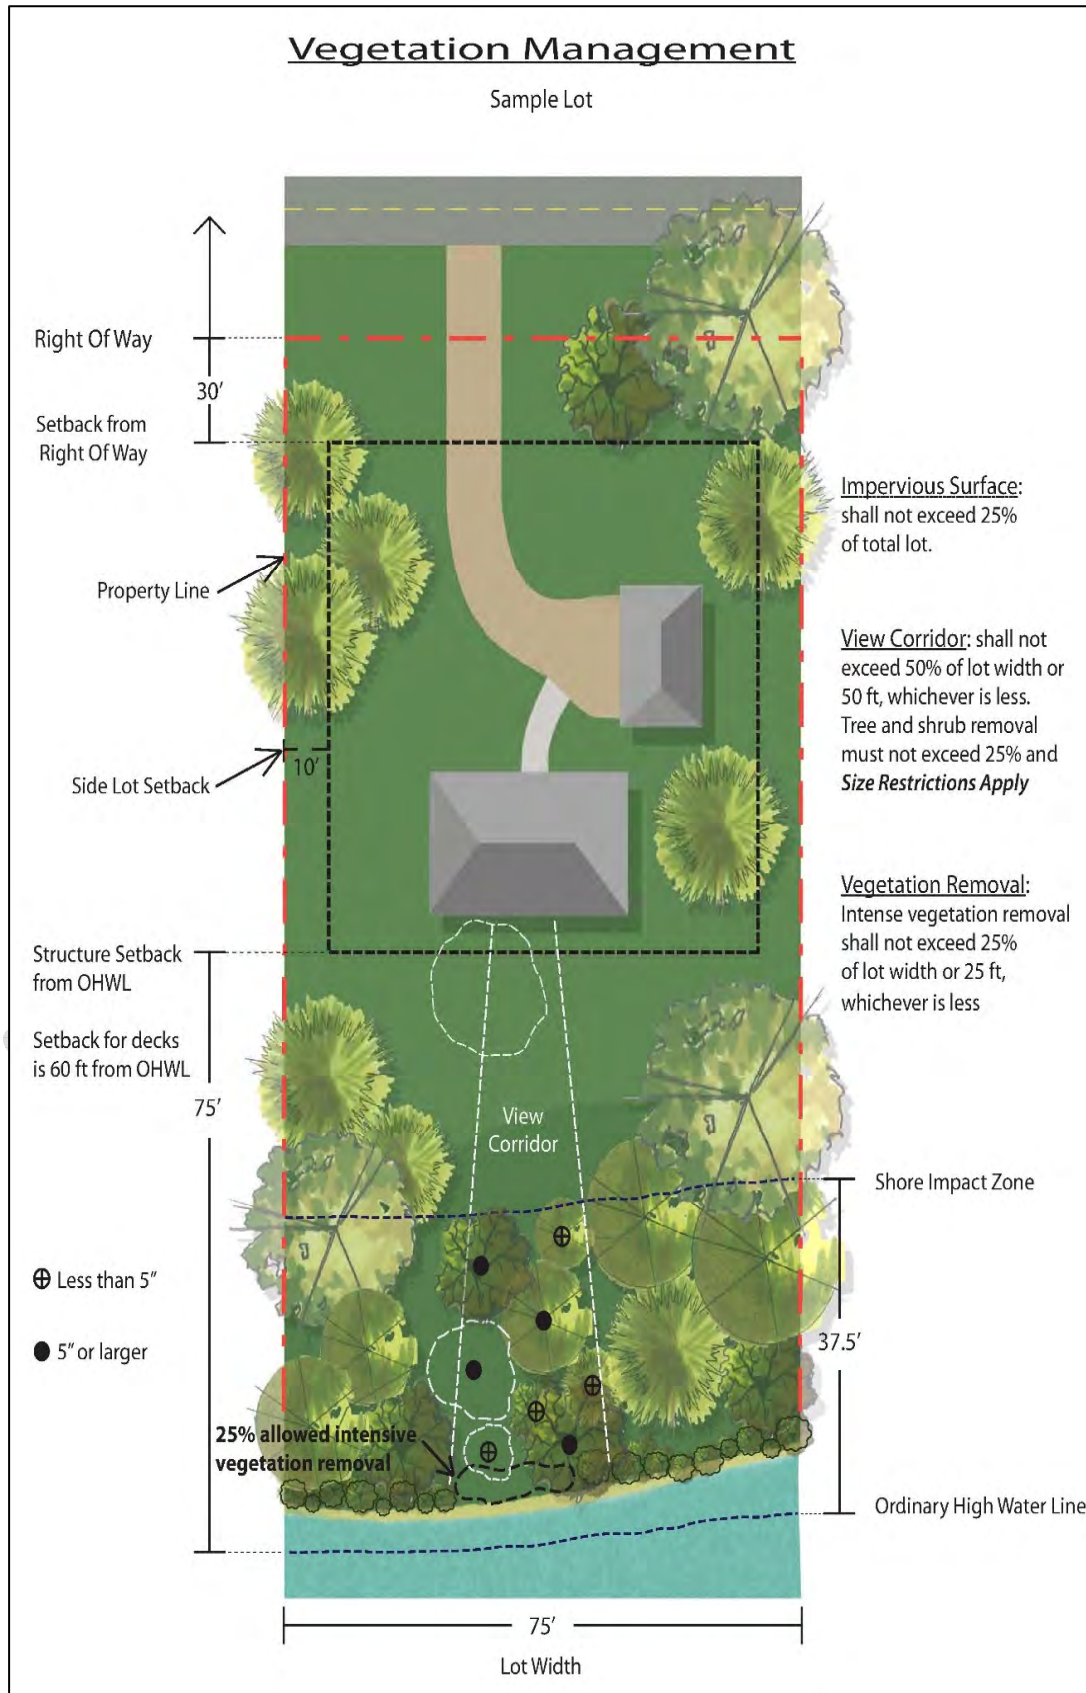 Vegetation Management
Sample Lot
Right Of Way
30′
Setback from
Right Of Way
Property Line
Side Lot Setback
10′
Structure Setback
from OHWL
Setback for decks
is 60 ft from OHWL
75′
Less than 5″
5″ or larger
25% allowed intensive
vegetation removal
View
Corridor
Impervious Surface:
shall not exceed 25%
of total lot.
View Corridor: shall not
exceed 50% of lot width or
50 ft, whichever is less.
Tree and shrub removal
must not exceed 25% and
Size Restrictions Apply
Vegetation Removal:
Intense vegetation removal
shall not exceed 25%
of lot width or 25 ft,
whichever is less
Shore Impact Zone
37.5′
Ordinary High Water Line
75′
Lot Width